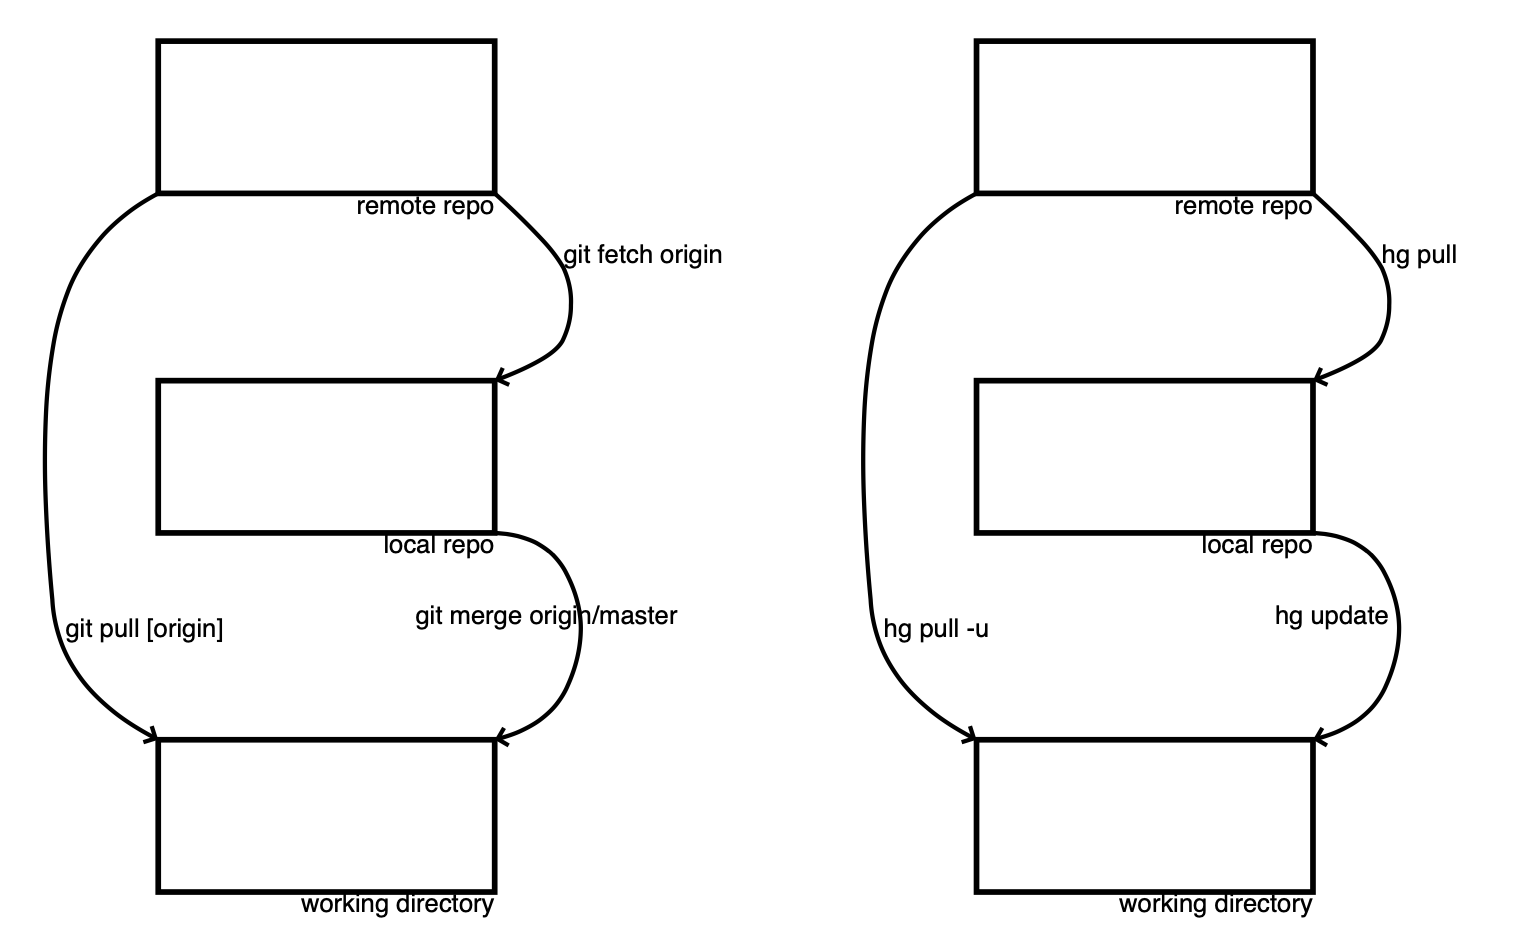 remote repo
git fetch origin
local repo
git merge origin/master
git pull [origin]
working directory
remote repo
hg pull
local repo
hg update
hg pull -u
working directory